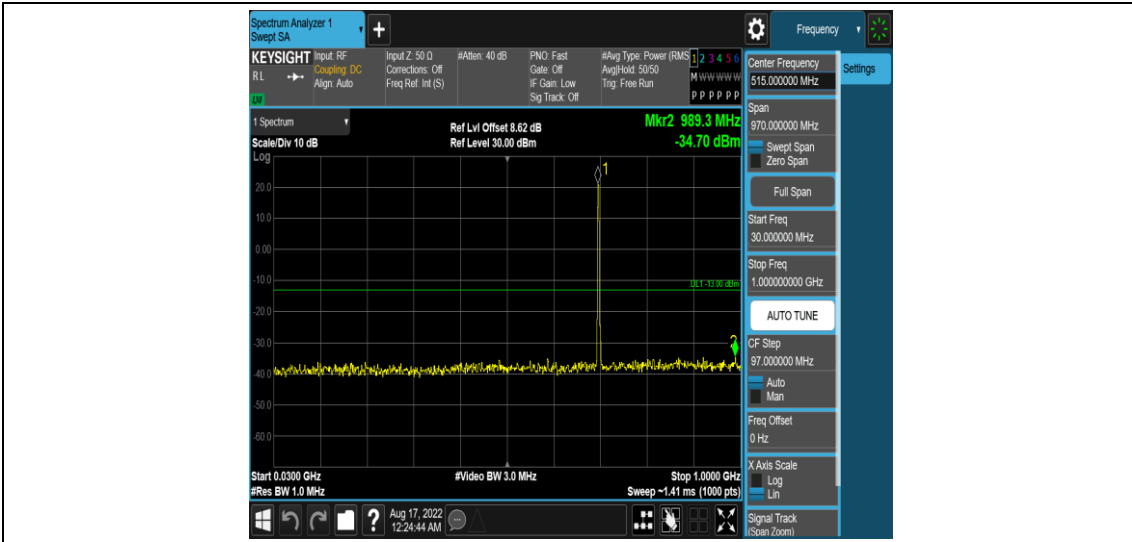 Spectrum Analyzer 1
Swept SA
+
Frequency
KEYSIGHT
RL
LXI
Input: RF
Coupling: DC
Align: Auto
Input Z: 50 Ω
Corrections: Off
Freq Ref: Int (S)
#Atten: 40 dB
PNO: Fast
Gate: Off
IF Gain: Low
Sig Track: Off
#Avg Type: Power (RMS
Avg|Hold: 50/50
Trig: Free Run
1 2 3 4 5 6
M W W W W W
P P P P P P
1 Spectrum
Scale/Div 10 dB
Ref Lvl Offset 8.62 dB
Ref Level 30.00 dBm
Mkr2 989.3 MHz
-34.70 dBm
Log
20.0
10.0
0.00
-10.0
-20.0
-30.0
-40.0
-50.0
-60.0
1
DL1 -13.00 dBm
2
Start 0.0300 GHz
#Res BW 1.0 MHz
#Video BW 3.0 MHz
Stop 1.0000 GHz
Sweep ~1.41 ms (1000 pts)
?
Aug 17, 2022
12:24:44 AM
Center Frequency
515.000000 MHz
Span
970.000000 MHz
Swept Span
Zero Span
Full Span
Start Freq
30.000000 MHz
Stop Freq
1.000000000 GHz
AUTO TUNE
CF Step
97.000000 MHz
Auto
Man
Freq Offset
0 Hz
X Axis Scale
Log
Lin
Signal Track
(Span Zoom)
Settings